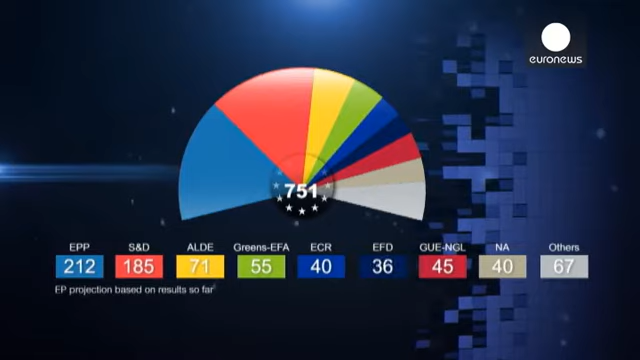 euronews
751
EPP S&D ALDE Greens-EFA ECR EFD GUE-NGL NA Others
212 185 71 55 40 36 45 40 67
EP projection based on results so far